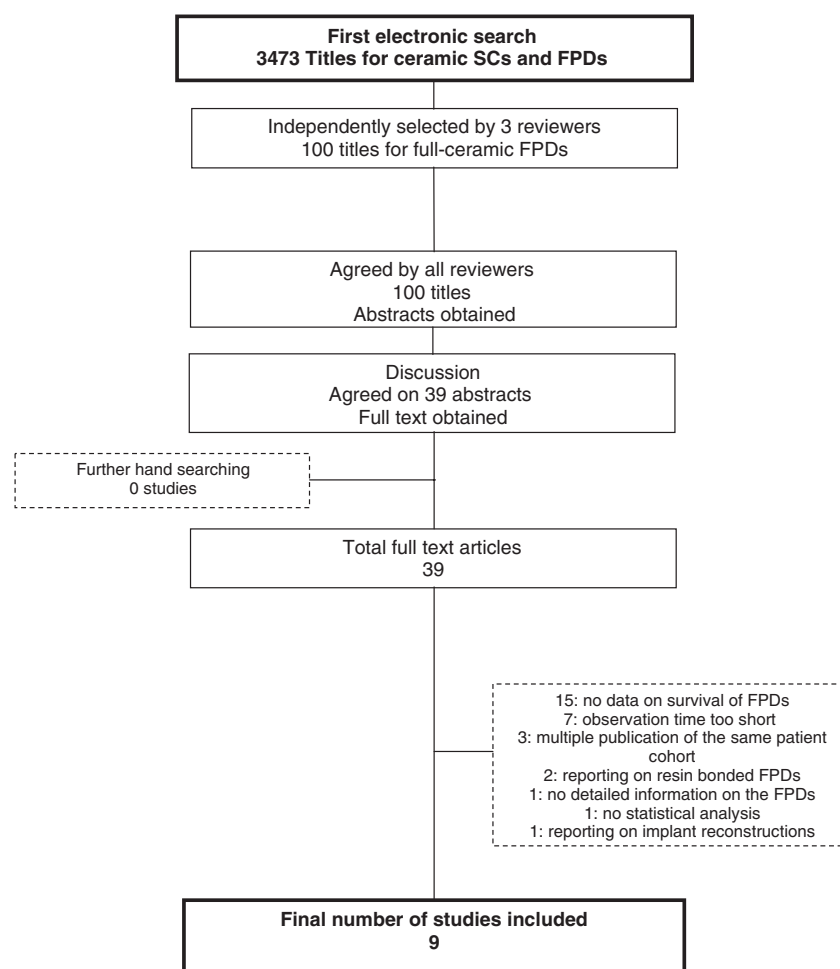 First electronic search
3473 Titles for ceramic SCs and FPDs
Independently selected by 3 reviewers
100 titles for full-ceramic FPDs
Agreed by all reviewers
100 titles
Abstracts obtained
Discussion
Agreed on 39 abstracts
Full text obtained
Further hand searching
0 studies
Total full text articles
39
15: no data on survival of FPDs
7: observation time too short
3: multiple publication of the same patient
cohort
2: reporting on resin bonded FPDs
1: no detailed information on the FPDs
1: no statistical analysis
1: reporting on implant reconstructions
Final number of studies included
9